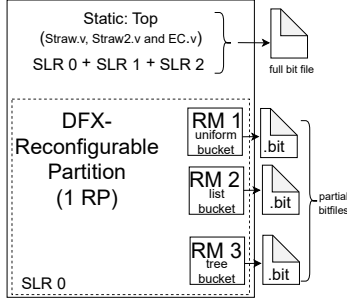 Static: Top
(Straw.v, Straw2.v and EC.v)
SLR 0 + SLR 1 + SLR 2
full bit file
DFX-
Reconfigurable
Partition
(1 RP)
RM 1
uniform
bucket
.bit
RM 2
list
bucket
.bit
partial
bitfiles
RM 3
tree
bucket
.bit
SLR 0